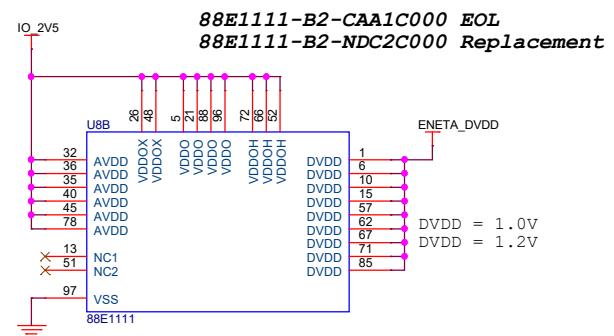 88E1111-B2-CAA1C000 EOL
88E1111-B2-NDC2C000 Replacement
IO_2V5
ENETA_DVDD
U8B
26 48 5 21 88 96 72 66 52
VDDOX VDDOX VDDO VDDO VDDO VDDO VDDOH VDDOH VDDOH
32 AVDD DVDD 1
36 AVDD DVDD 6
35 AVDD DVDD 10
40 AVDD DVDD 15
45 AVDD DVDD 57
78 AVDD DVDD 62
DVDD 67
13 NC1 DVDD 71
51 NC2 DVDD 85
DVDD = 1.0V
DVDD = 1.2V
97 VSS
88E1111